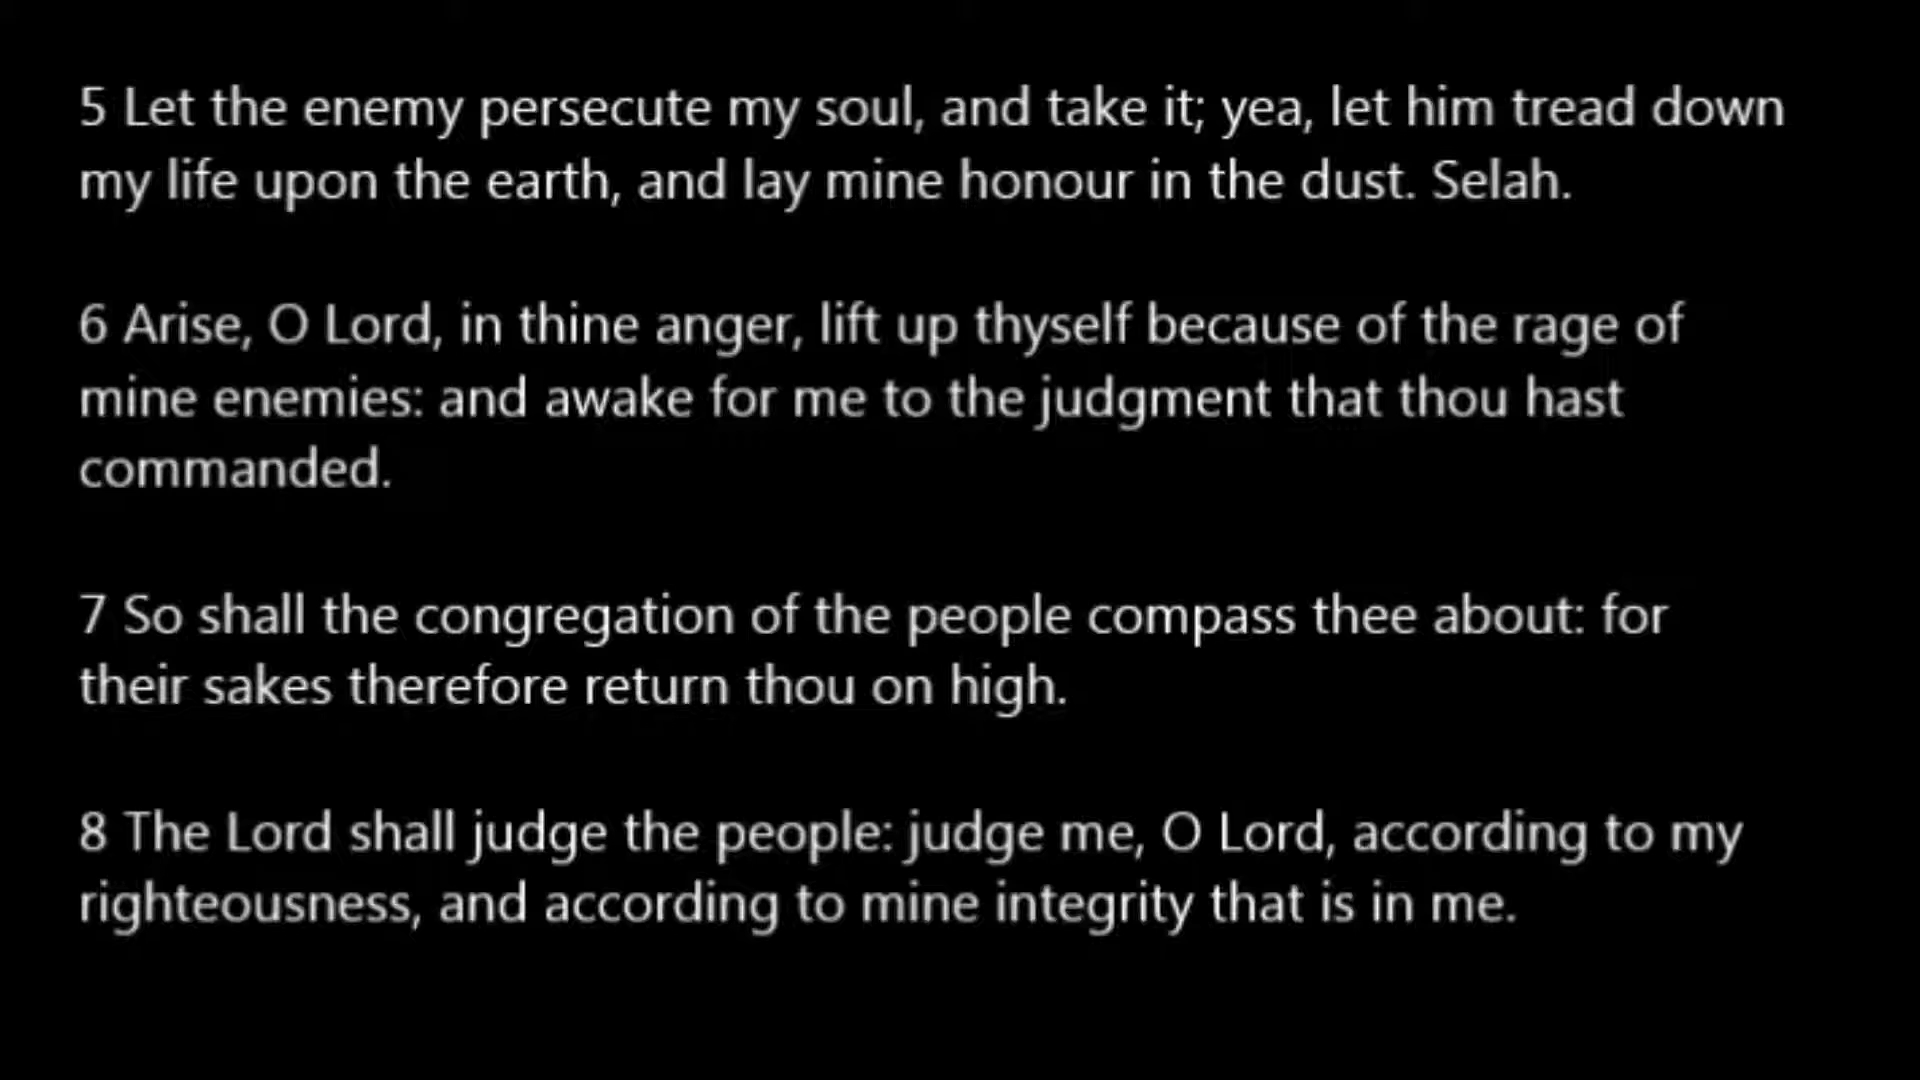 5 Let the enemy persecute my soul, and take it; yea, let him tread down
my life upon the earth, and lay mine honour in the dust. Selah.
6 Arise, O Lord, in thine anger, lift up thyself because of the rage of
mine enemies: and awake for me to the judgment that thou hast
commanded.
7 So shall the congregation of the people compass thee about: for
their sakes therefore return thou on high.
8 The Lord shall judge the people: judge me, O Lord, according to my
righteousness, and according to mine integrity that is in me.